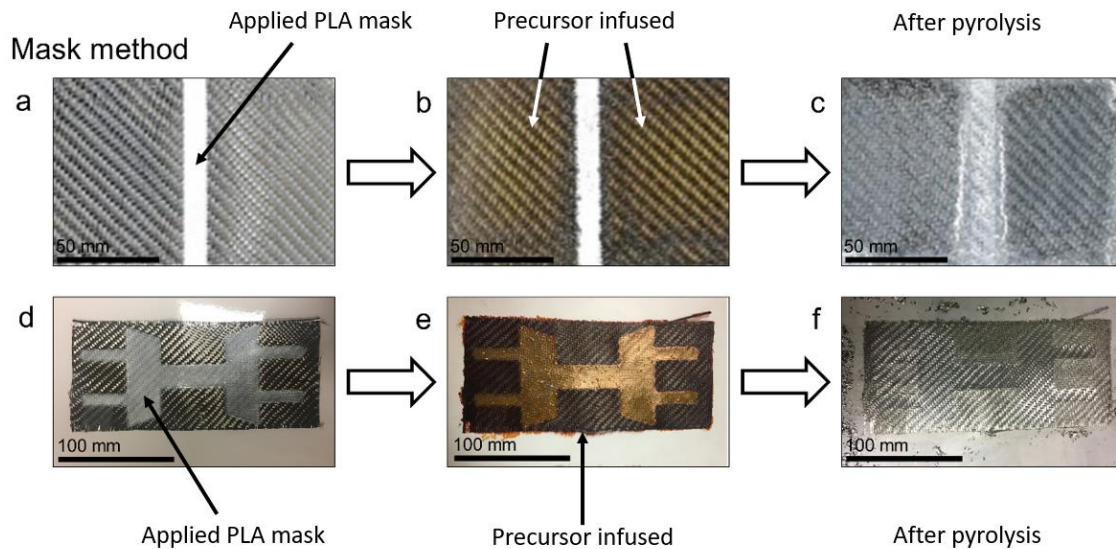 Applied PLA mask
Precursor infused
After pyrolysis
Mask method
a
b
c
50 mm
50 mm
50 mm
d
e
f
100 mm
100 mm
100 mm
Applied PLA mask
Precursor infused
After pyrolysis